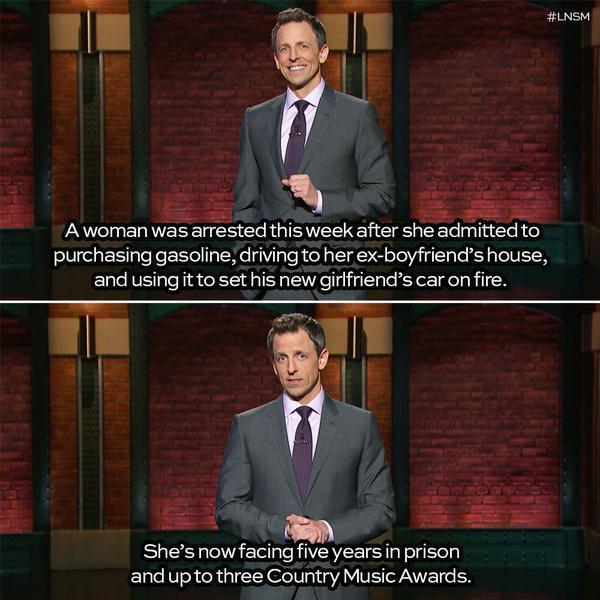 #LNSM
A woman was arrested this week after she admitted to
purchasing gasoline, driving to her ex-boyfriend's house,
and using it to set his new girlfriend's car on fire.
She's now facing five years in prison
and up to three Country Music Awards.